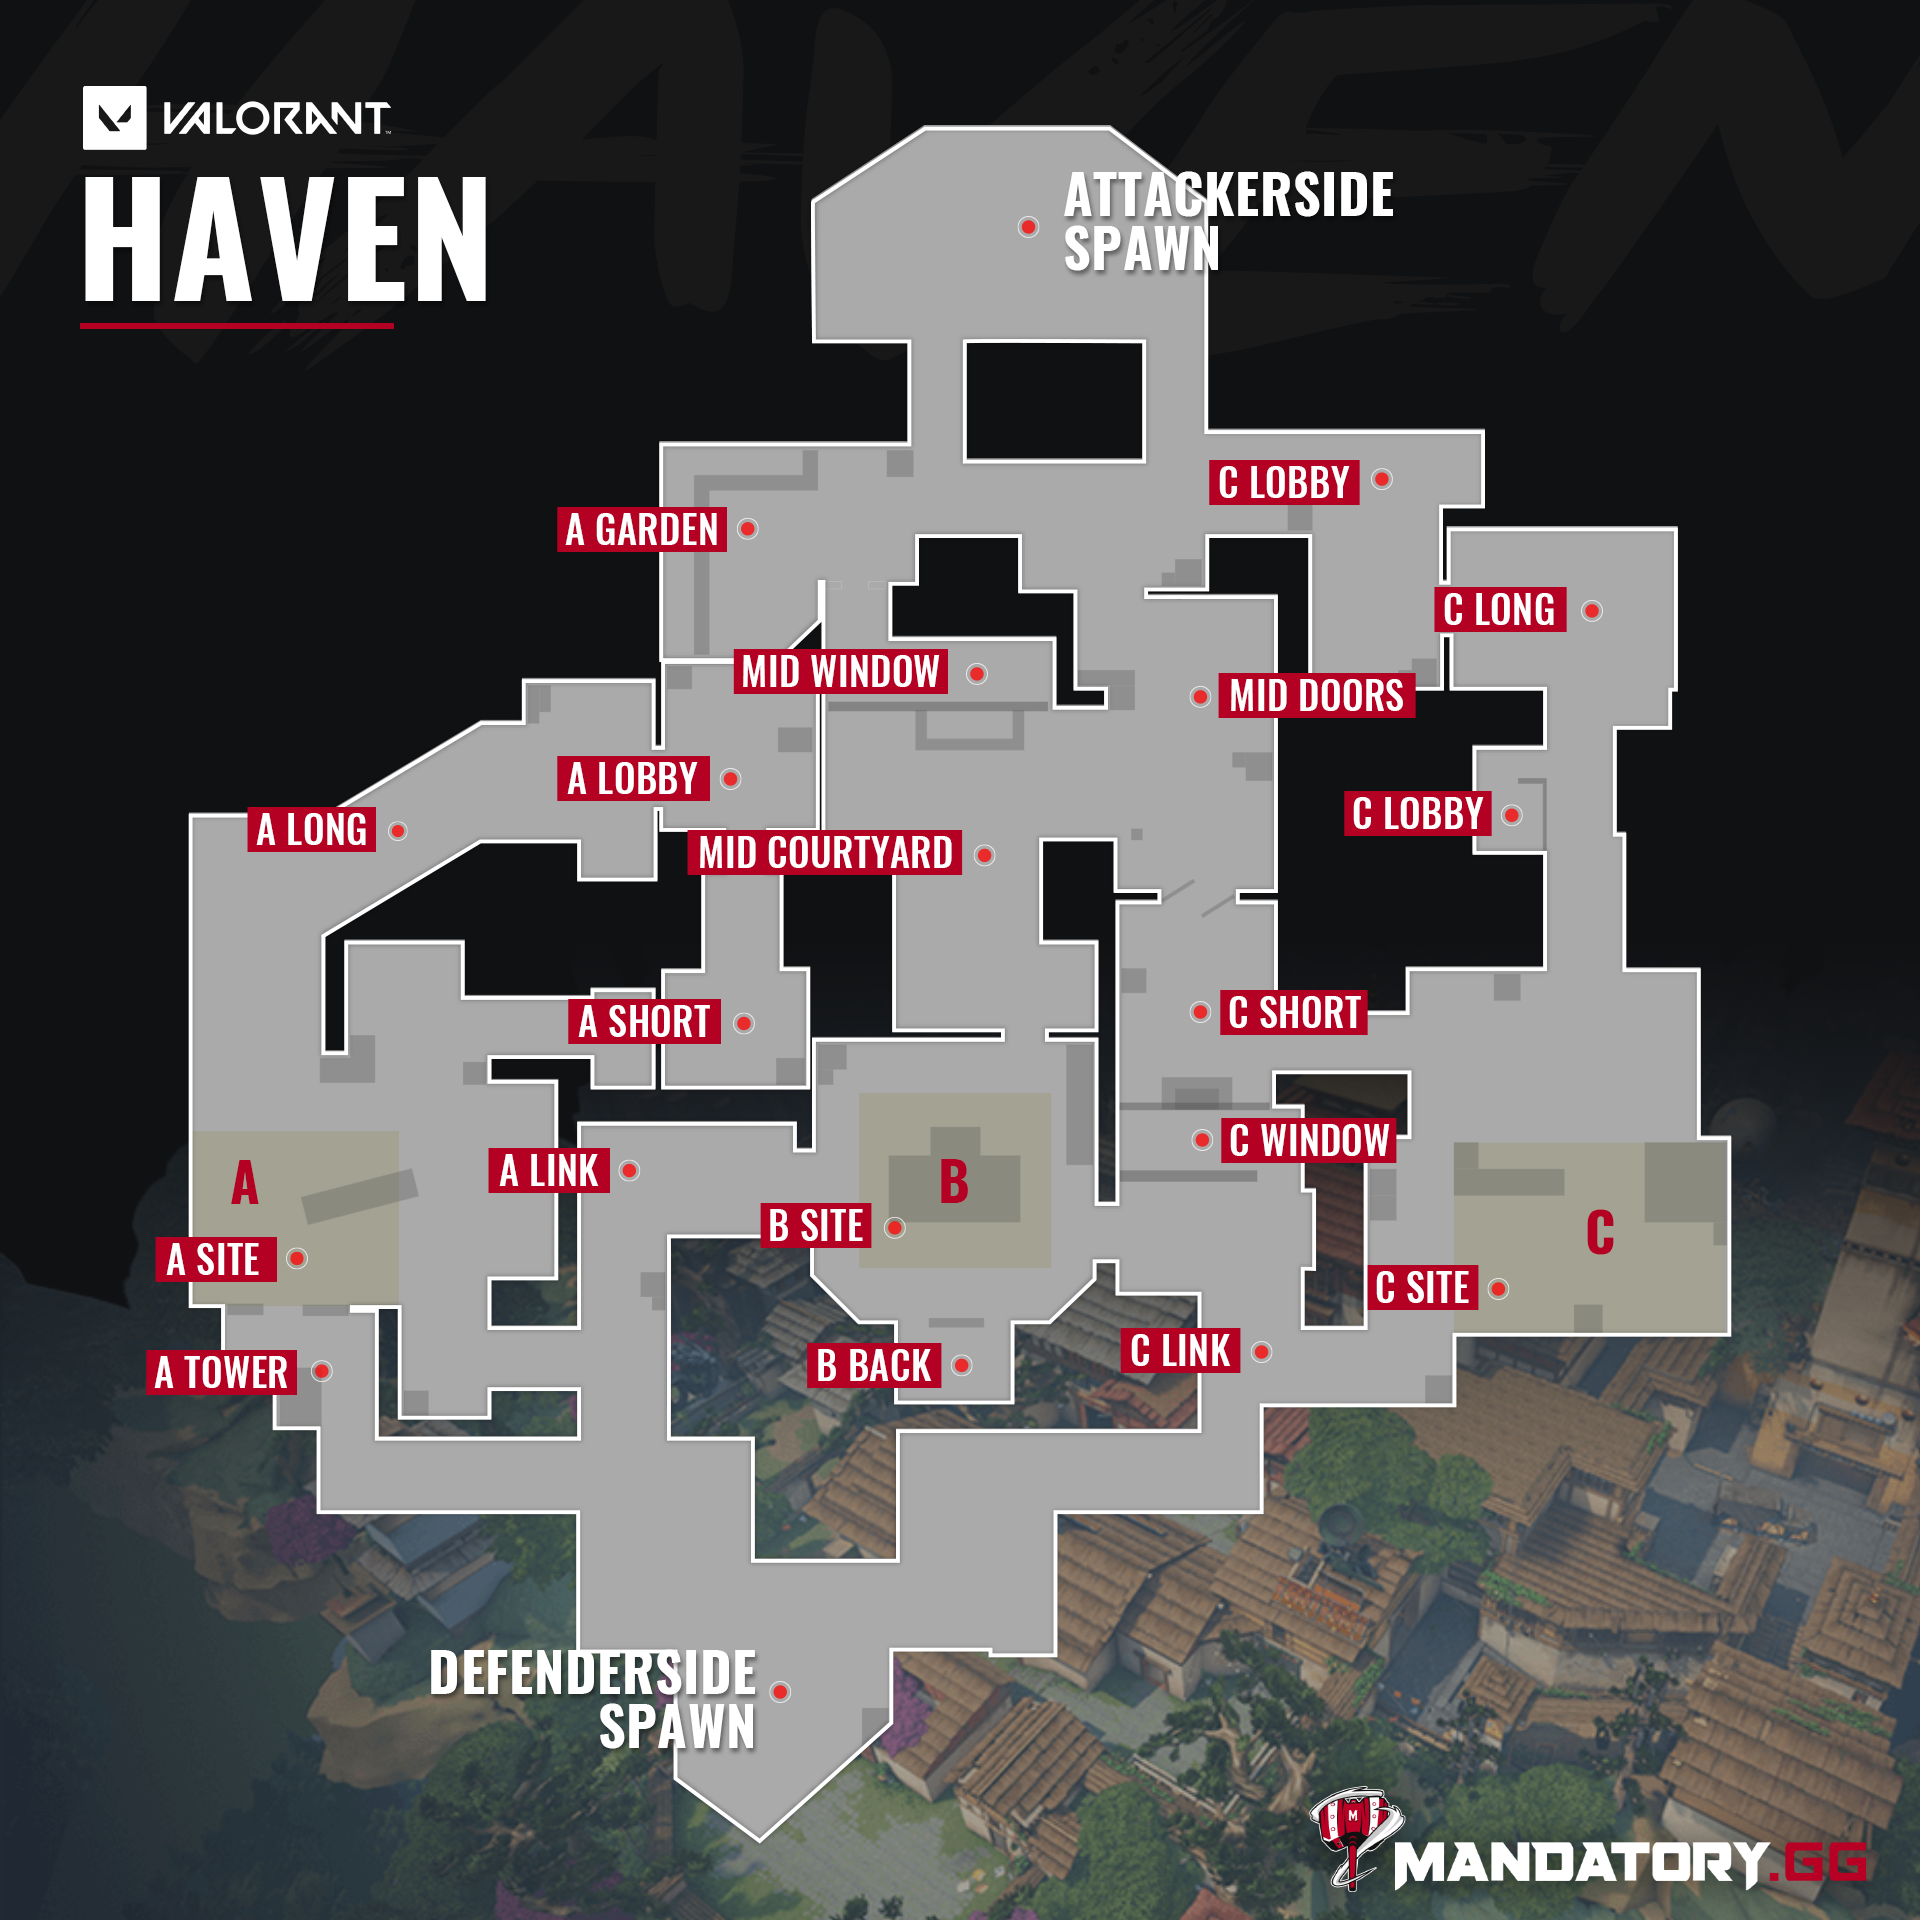 VALORANT
HAVEN
ATTACKERSIDE
SPAWN
C LOBBY
A GARDEN
C LONG
MID WINDOW
MID DOORS
A LOBBY
C LOBBY
A LONG
MID COURTYARD
A SHORT
C SHORT
C WINDOW
A LINK
A
B
B SITE
C
A SITE
C SITE
C LINK
B BACK
A TOWER
DEFENDERSIDE
SPAWN
M
MANDATORY.GG
HAVEN